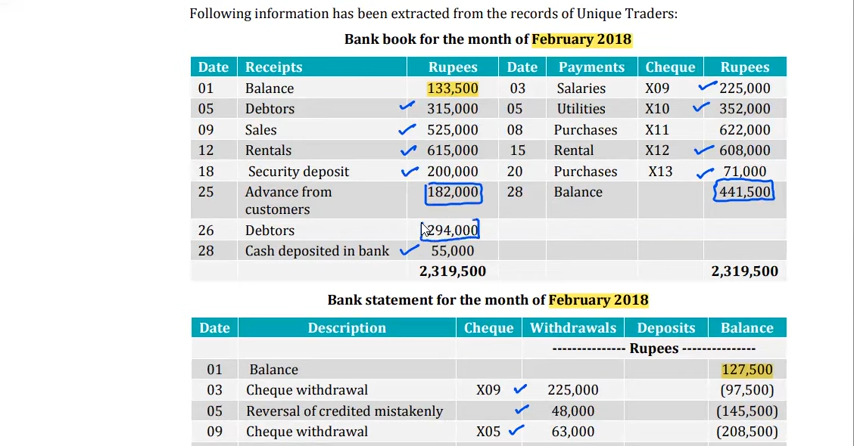 Following information has been extracted from the records of Unique Traders:
Bank book for the month of February 2018
Date Receipts Rupees Date Payments Cheque Rupees
01 Balance 133,500 03 Salaries X09 225,000
05 Debtors 315,000 05 Utilities X10 352,000
09 Sales 525,000 08 Purchases X11 622,000
12 Rentals 615,000 15 Rental X12 608,000
18 Security deposit 200,000 20 Purchases X13 71,000
25 Advance from 182,000 28 Balance 441,500
customers
26 Debtors 294,000
28 Cash deposited in bank 55,000
2,319,500 2,319,500
Bank statement for the month of February 2018
Date Description Cheque Withdrawals Deposits Balance
--------------- Rupees ---------------
01 Balance 127,500
03 Cheque withdrawal X09 225,000 (97,500)
05 Reversal of credited mistakenly 48,000 (145,500)
09 Cheque withdrawal X05 63,000 (208,500)